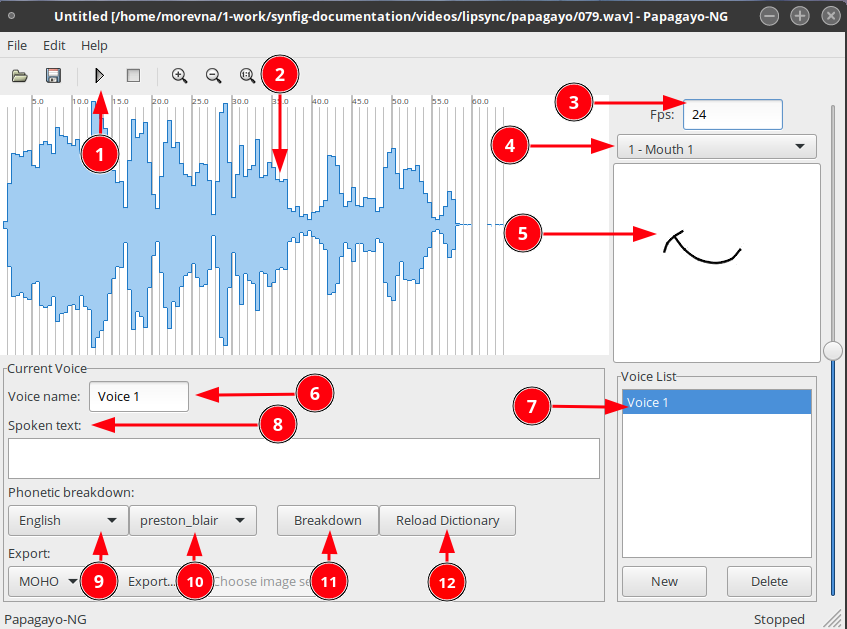 Untitled [/home/morevna/1-work/synfig-documentation/videos/lipsync/papagayo/079.wav] - Papagayo-NG
File Edit Help
2
5.0 10.0 15.0 20.0 25.0 30.0 35.0 40.0 45.0 50.0 55.0 60.0
3
Fps: 24
1
4
1 - Mouth 1
5
Current Voice
Voice name: Voice 1
6
Voice List
7
Voice 1
Spoken text:
8
Phonetic breakdown:
English preston_blair Breakdown Reload Dictionary
Export:
MOHO 9 Export... 10 Choose image se 11 12
New Delete
Papagayo-NG
Stopped